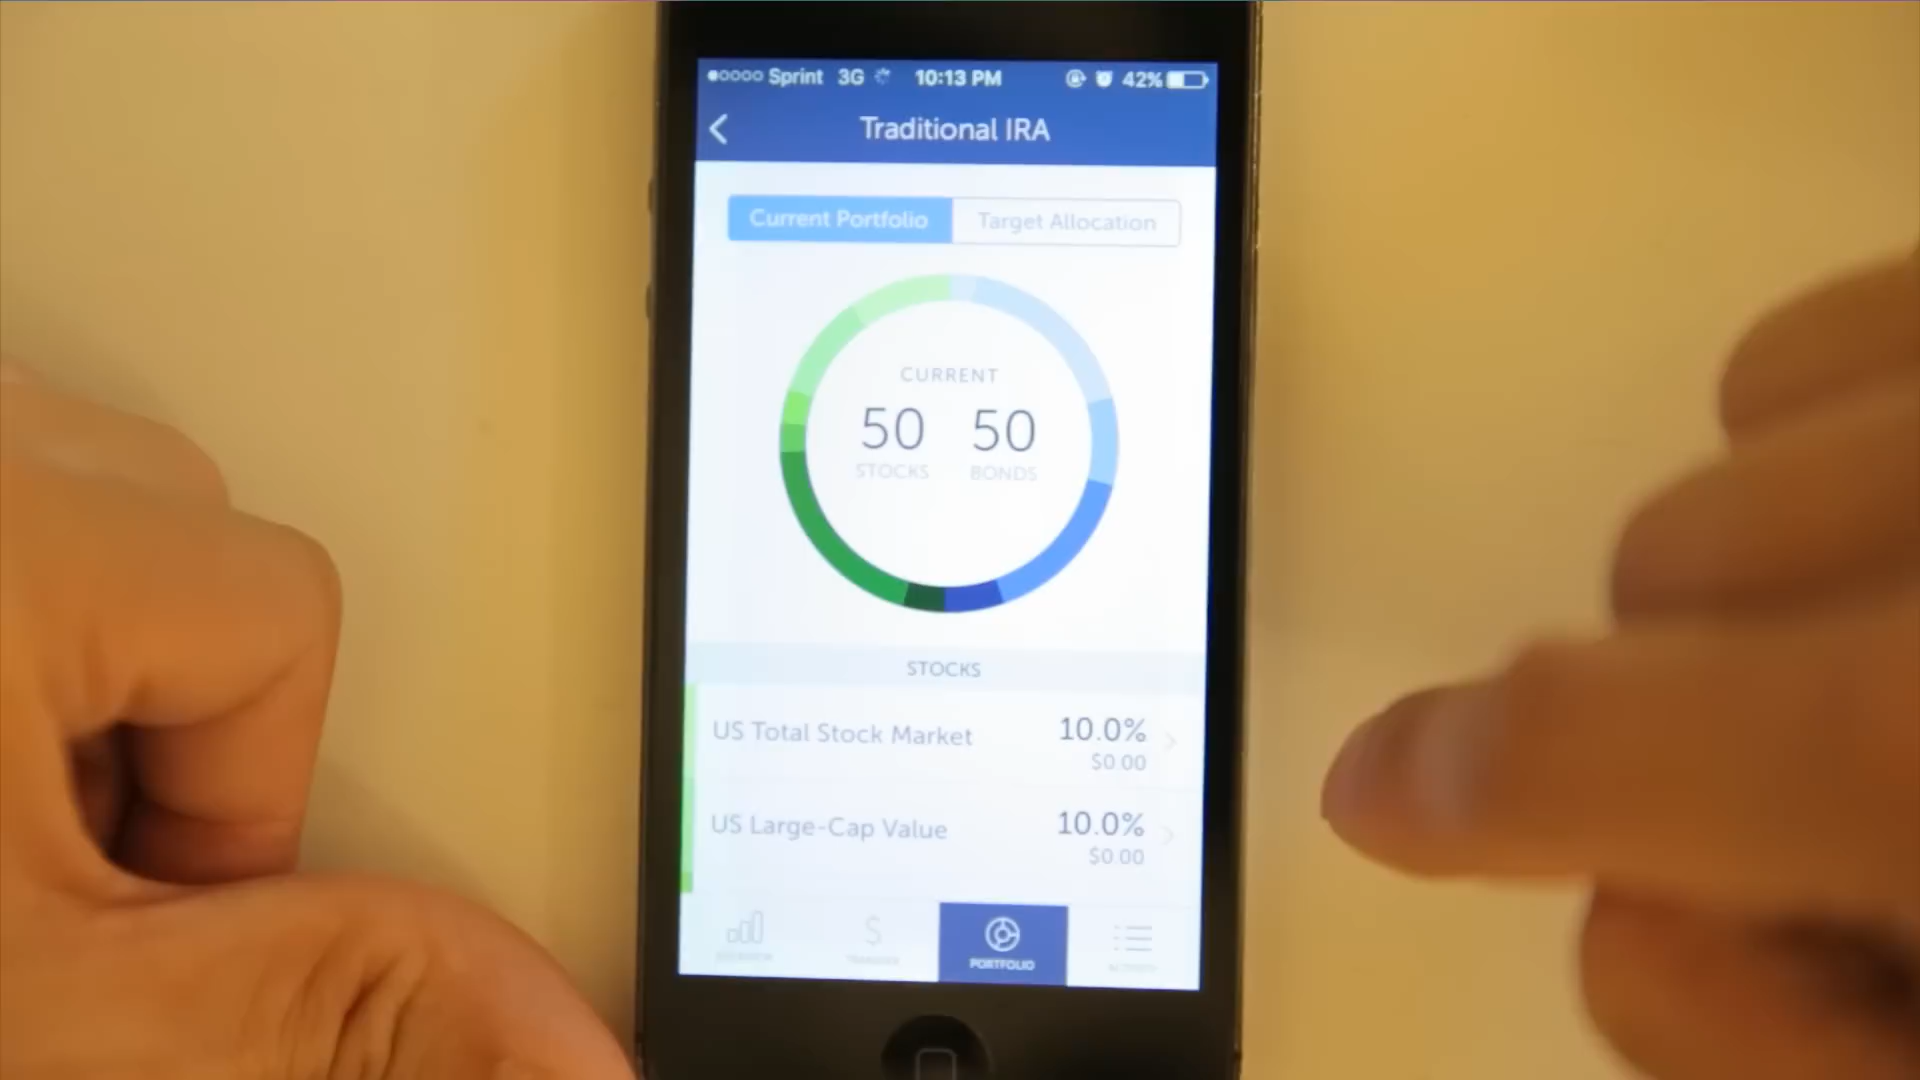 Sprint 3G 10:13 PM 42%
Traditional IRA
Current Portfolio Target Allocation
CURRENT
50 50
STOCKS BONDS
STOCKS
US Total Stock Market 10.0%
$0.00
US Large-Cap Value 10.0%
$0.00
$
PORTFOLIO